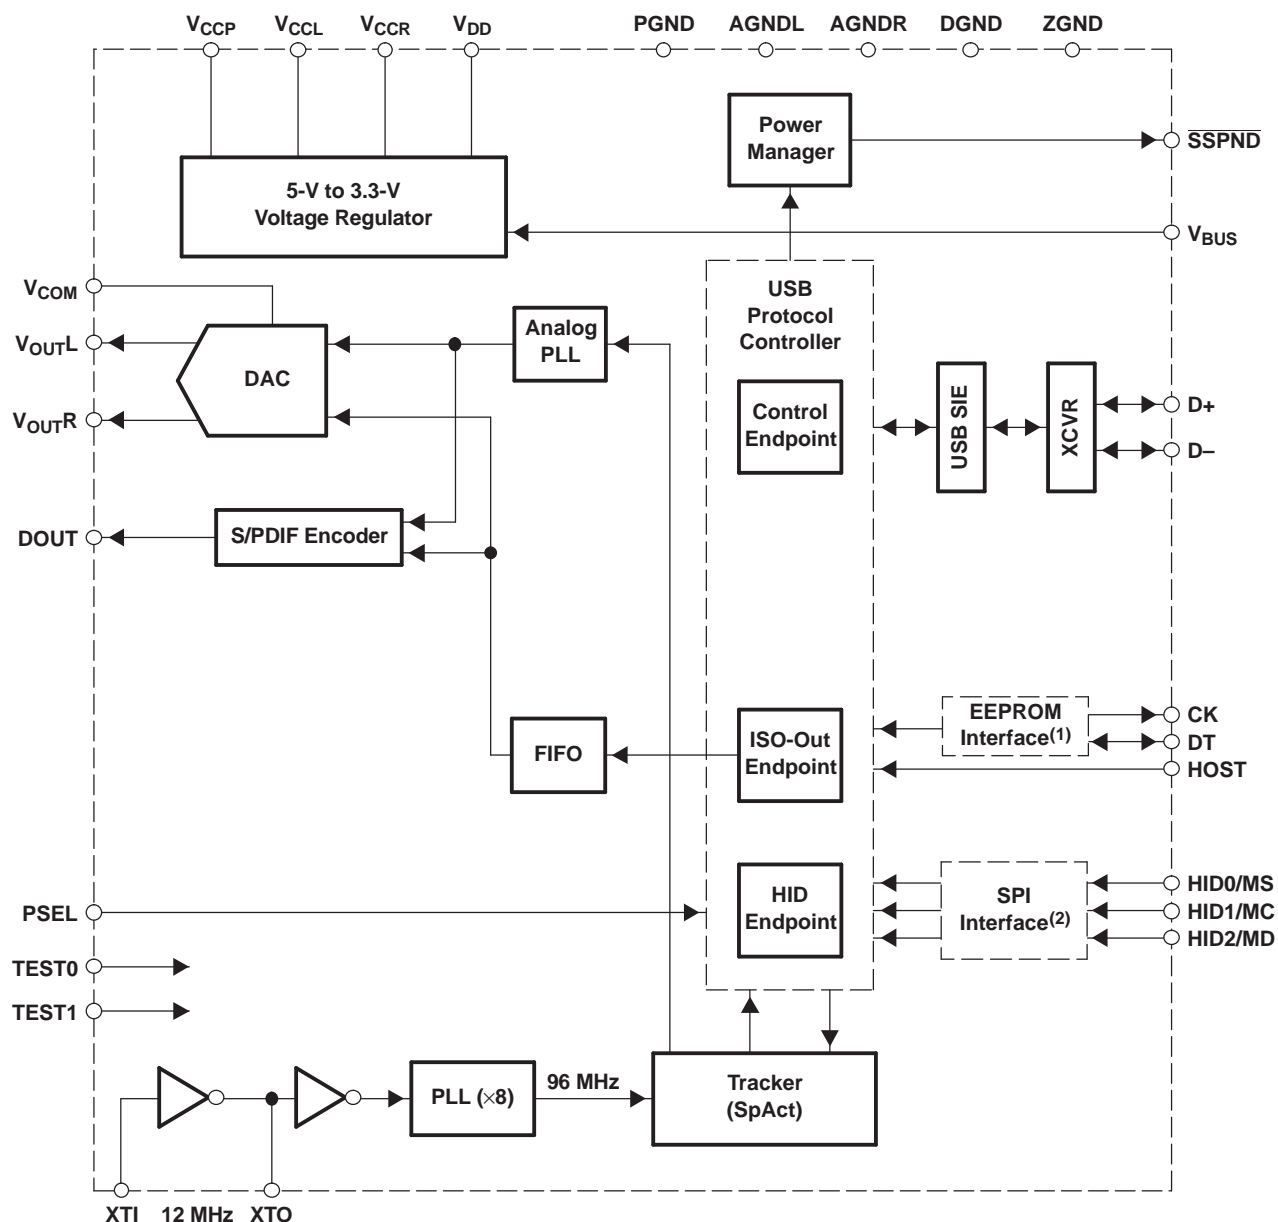 VCCP VCCL VCCR VDD PGND AGNDL AGNDR DGND ZGND
Power
Manager
SSPND
5-V to 3.3-V
Voltage Regulator
VBUS
VCOM
USB
Protocol
Controller
VOUTL
Analog
PLL
DAC
VOUTR
Control
Endpoint
USB SIE
XCVR
D+
D–
DOUT
S/PDIF Encoder
EEPROM
Interface(1)
CK
DT
HOST
FIFO
ISO-Out
Endpoint
PSEL
HID
Endpoint
SPI
Interface(2)
HID0/MS
HID1/MC
HID2/MD
TEST0
TEST1
PLL (×8)
96 MHz
Tracker
(SpAct)
XTI 12 MHz XTO